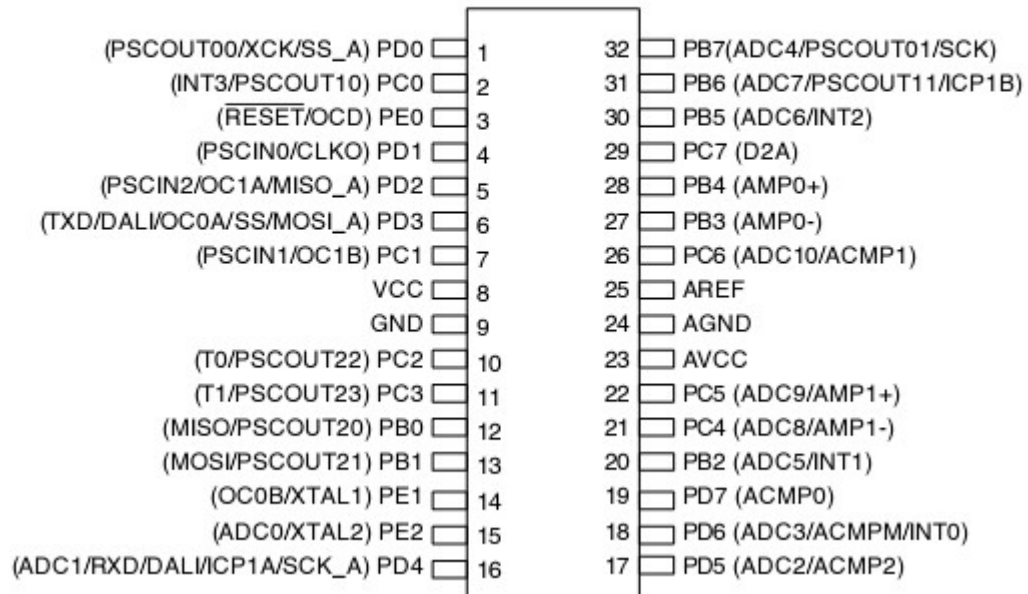 (PSCOUT00/XCK/SS_A) PD0 1 32 PB7(ADC4/PSCOUT01/SCK)
(INT3/PSCOUT10) PC0 2 31 PB6 (ADC7/PSCOUT11/ICP1B)
(RESET/OCD) PE0 3 30 PB5 (ADC6/INT2)
(PSCIN0/CLKO) PD1 4 29 PC7 (D2A)
(PSCIN2/OC1A/MISO_A) PD2 5 28 PB4 (AMP0+)
(TXD/DALI/OC0A/SS/MOSI_A) PD3 6 27 PB3 (AMP0-)
(PSCIN1/OC1B) PC1 7 26 PC6 (ADC10/ACMP1)
VCC 8 25 AREF
GND 9 24 AGND
(T0/PSCOUT22) PC2 10 23 AVCC
(T1/PSCOUT23) PC3 11 22 PC5 (ADC9/AMP1+)
(MISO/PSCOUT20) PB0 12 21 PC4 (ADC8/AMP1-)
(MOSI/PSCOUT21) PB1 13 20 PB2 (ADC5/INT1)
(OC0B/XTAL1) PE1 14 19 PD7 (ACMP0)
(ADC0/XTAL2) PE2 15 18 PD6 (ADC3/ACMPM/INT0)
(ADC1/RXD/DALI/ICP1A/SCK_A) PD4 16 17 PD5 (ADC2/ACMP2)